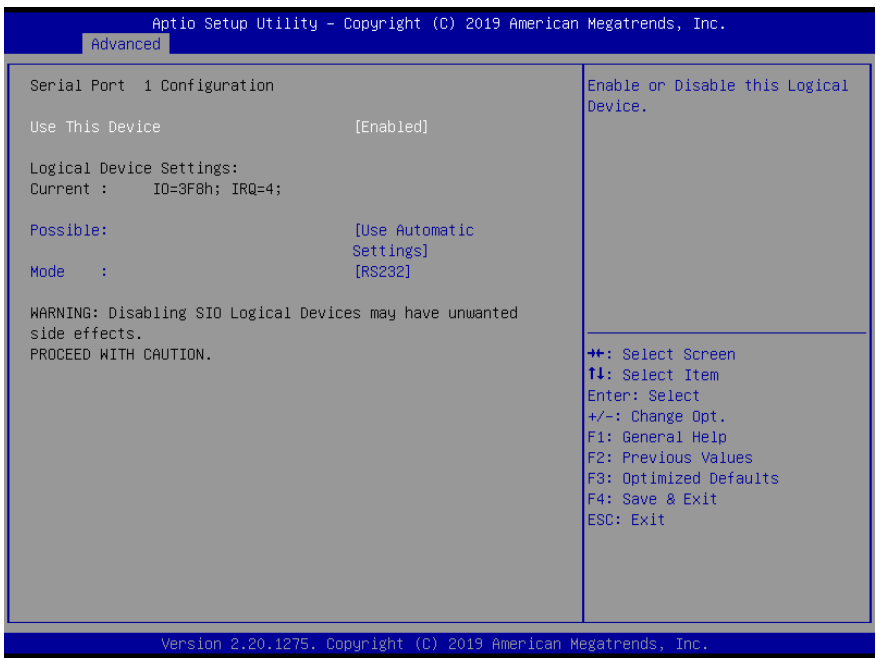 Aptio Setup Utility – Copyright (C) 2019 American Megatrends, Inc.
Advanced
Serial Port 1 Configuration
Use This Device [Enabled]
Logical Device Settings:
Current : IO=3F8h; IRQ=4;
Possible: [Use Automatic
Settings]
Mode : [RS232]
WARNING: Disabling SIO Logical Devices may have unwanted
side effects.
PROCEED WITH CAUTION.
Enable or Disable this Logical
Device.
→←: Select Screen
↑↓: Select Item
Enter: Select
+/-: Change Opt.
F1: General Help
F2: Previous Values
F3: Optimized Defaults
F4: Save & Exit
ESC: Exit
Version 2.20.1275. Copyright (C) 2019 American Megatrends, Inc.